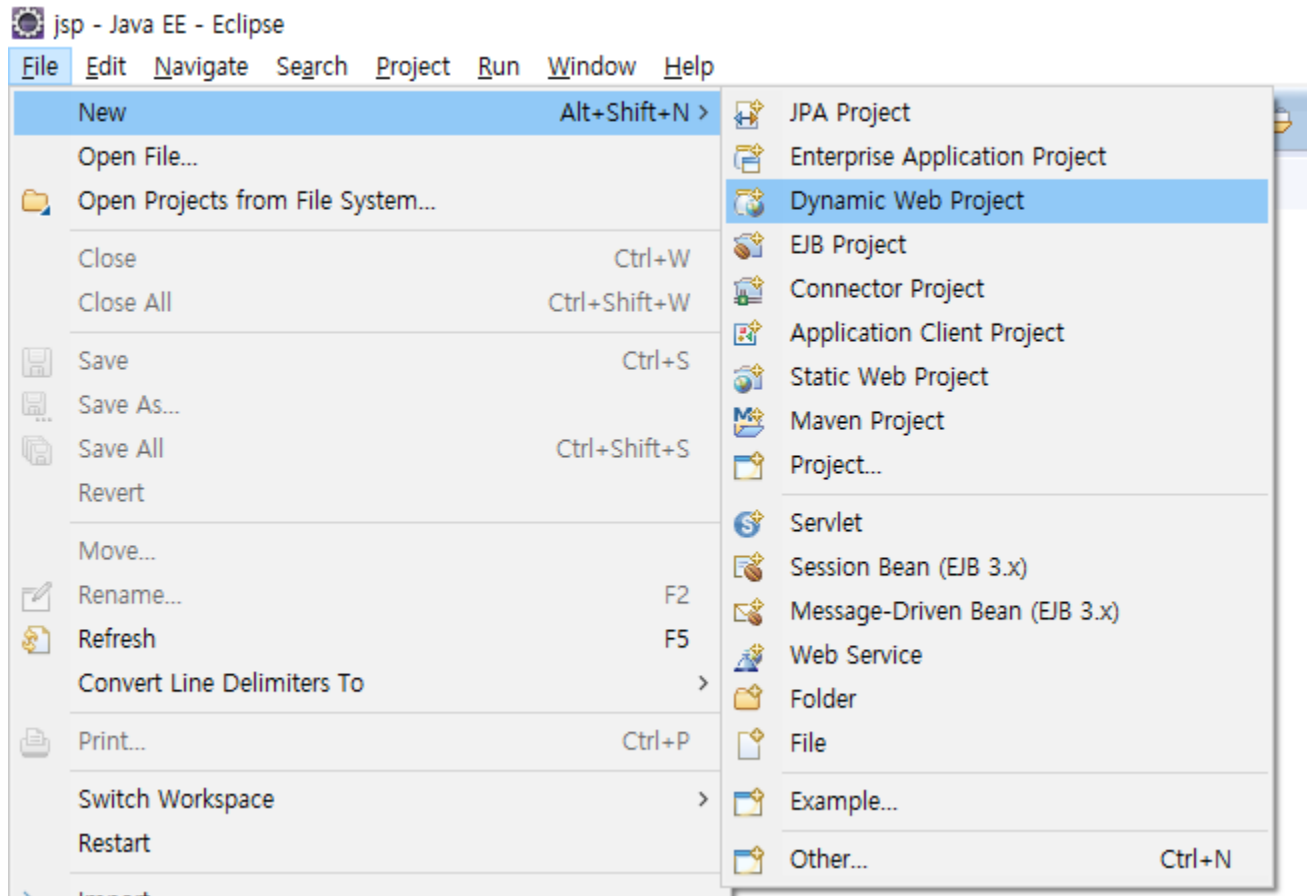 jsp - Java EE - Eclipse
File Edit Navigate Search Project Run Window Help
New Alt+Shift+N >
Open File...
Open Projects from File System...
Close Ctrl+W
Close All Ctrl+Shift+W
Save Ctrl+S
Save As...
Save All Ctrl+Shift+S
Revert
Move...
Rename... F2
Refresh F5
Convert Line Delimiters To >
Print... Ctrl+P
Switch Workspace >
Restart
JPA Project
Enterprise Application Project
Dynamic Web Project
EJB Project
Connector Project
Application Client Project
Static Web Project
Maven Project
Project...
Servlet
Session Bean (EJB 3.x)
Message-Driven Bean (EJB 3.x)
Web Service
Folder
File
Example...
Other... Ctrl+N